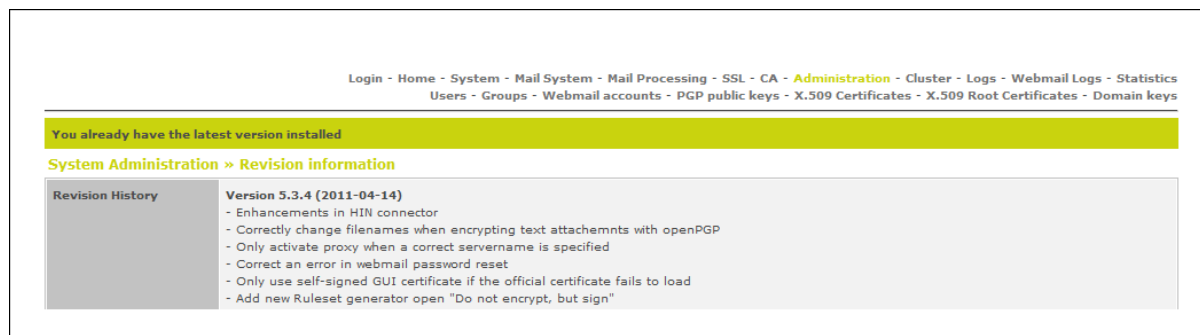 Login - Home - System - Mail System - Mail Processing - SSL - CA - Administration - Cluster - Logs - Webmail Logs - Statistics
Users - Groups - Webmail accounts - PGP public keys - X.509 Certificates - X.509 Root Certificates - Domain keys
You already have the latest version installed
System Administration » Revision information
Revision History
Version 5.3.4 (2011-04-14)
- Enhancements in HIN connector
- Correctly change filenames when encrypting text attachemnts with openPGP
- Only activate proxy when a correct servername is specified
- Correct an error in webmail password reset
- Only use self-signed GUI certificate if the official certificate fails to load
- Add new Ruleset generator open "Do not encrypt, but sign"